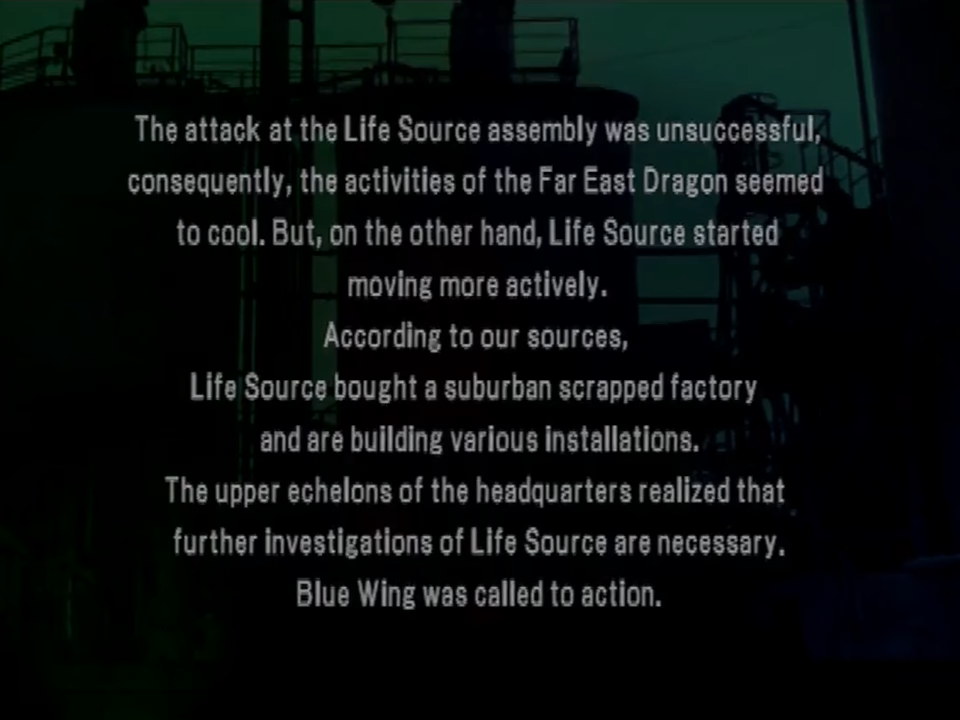 The attack at the Life Source assembly was unsuccessful,
consequently, the activities of the Far East Dragon seemed
to cool. But, on the other hand, Life Source started
moving more actively.
According to our sources,
Life Source bought a suburban scrapped factory
and are building various installations.
The upper echelons of the headquarters realized that
further investigations of Life Source are necessary.
Blue Wing was called to action.